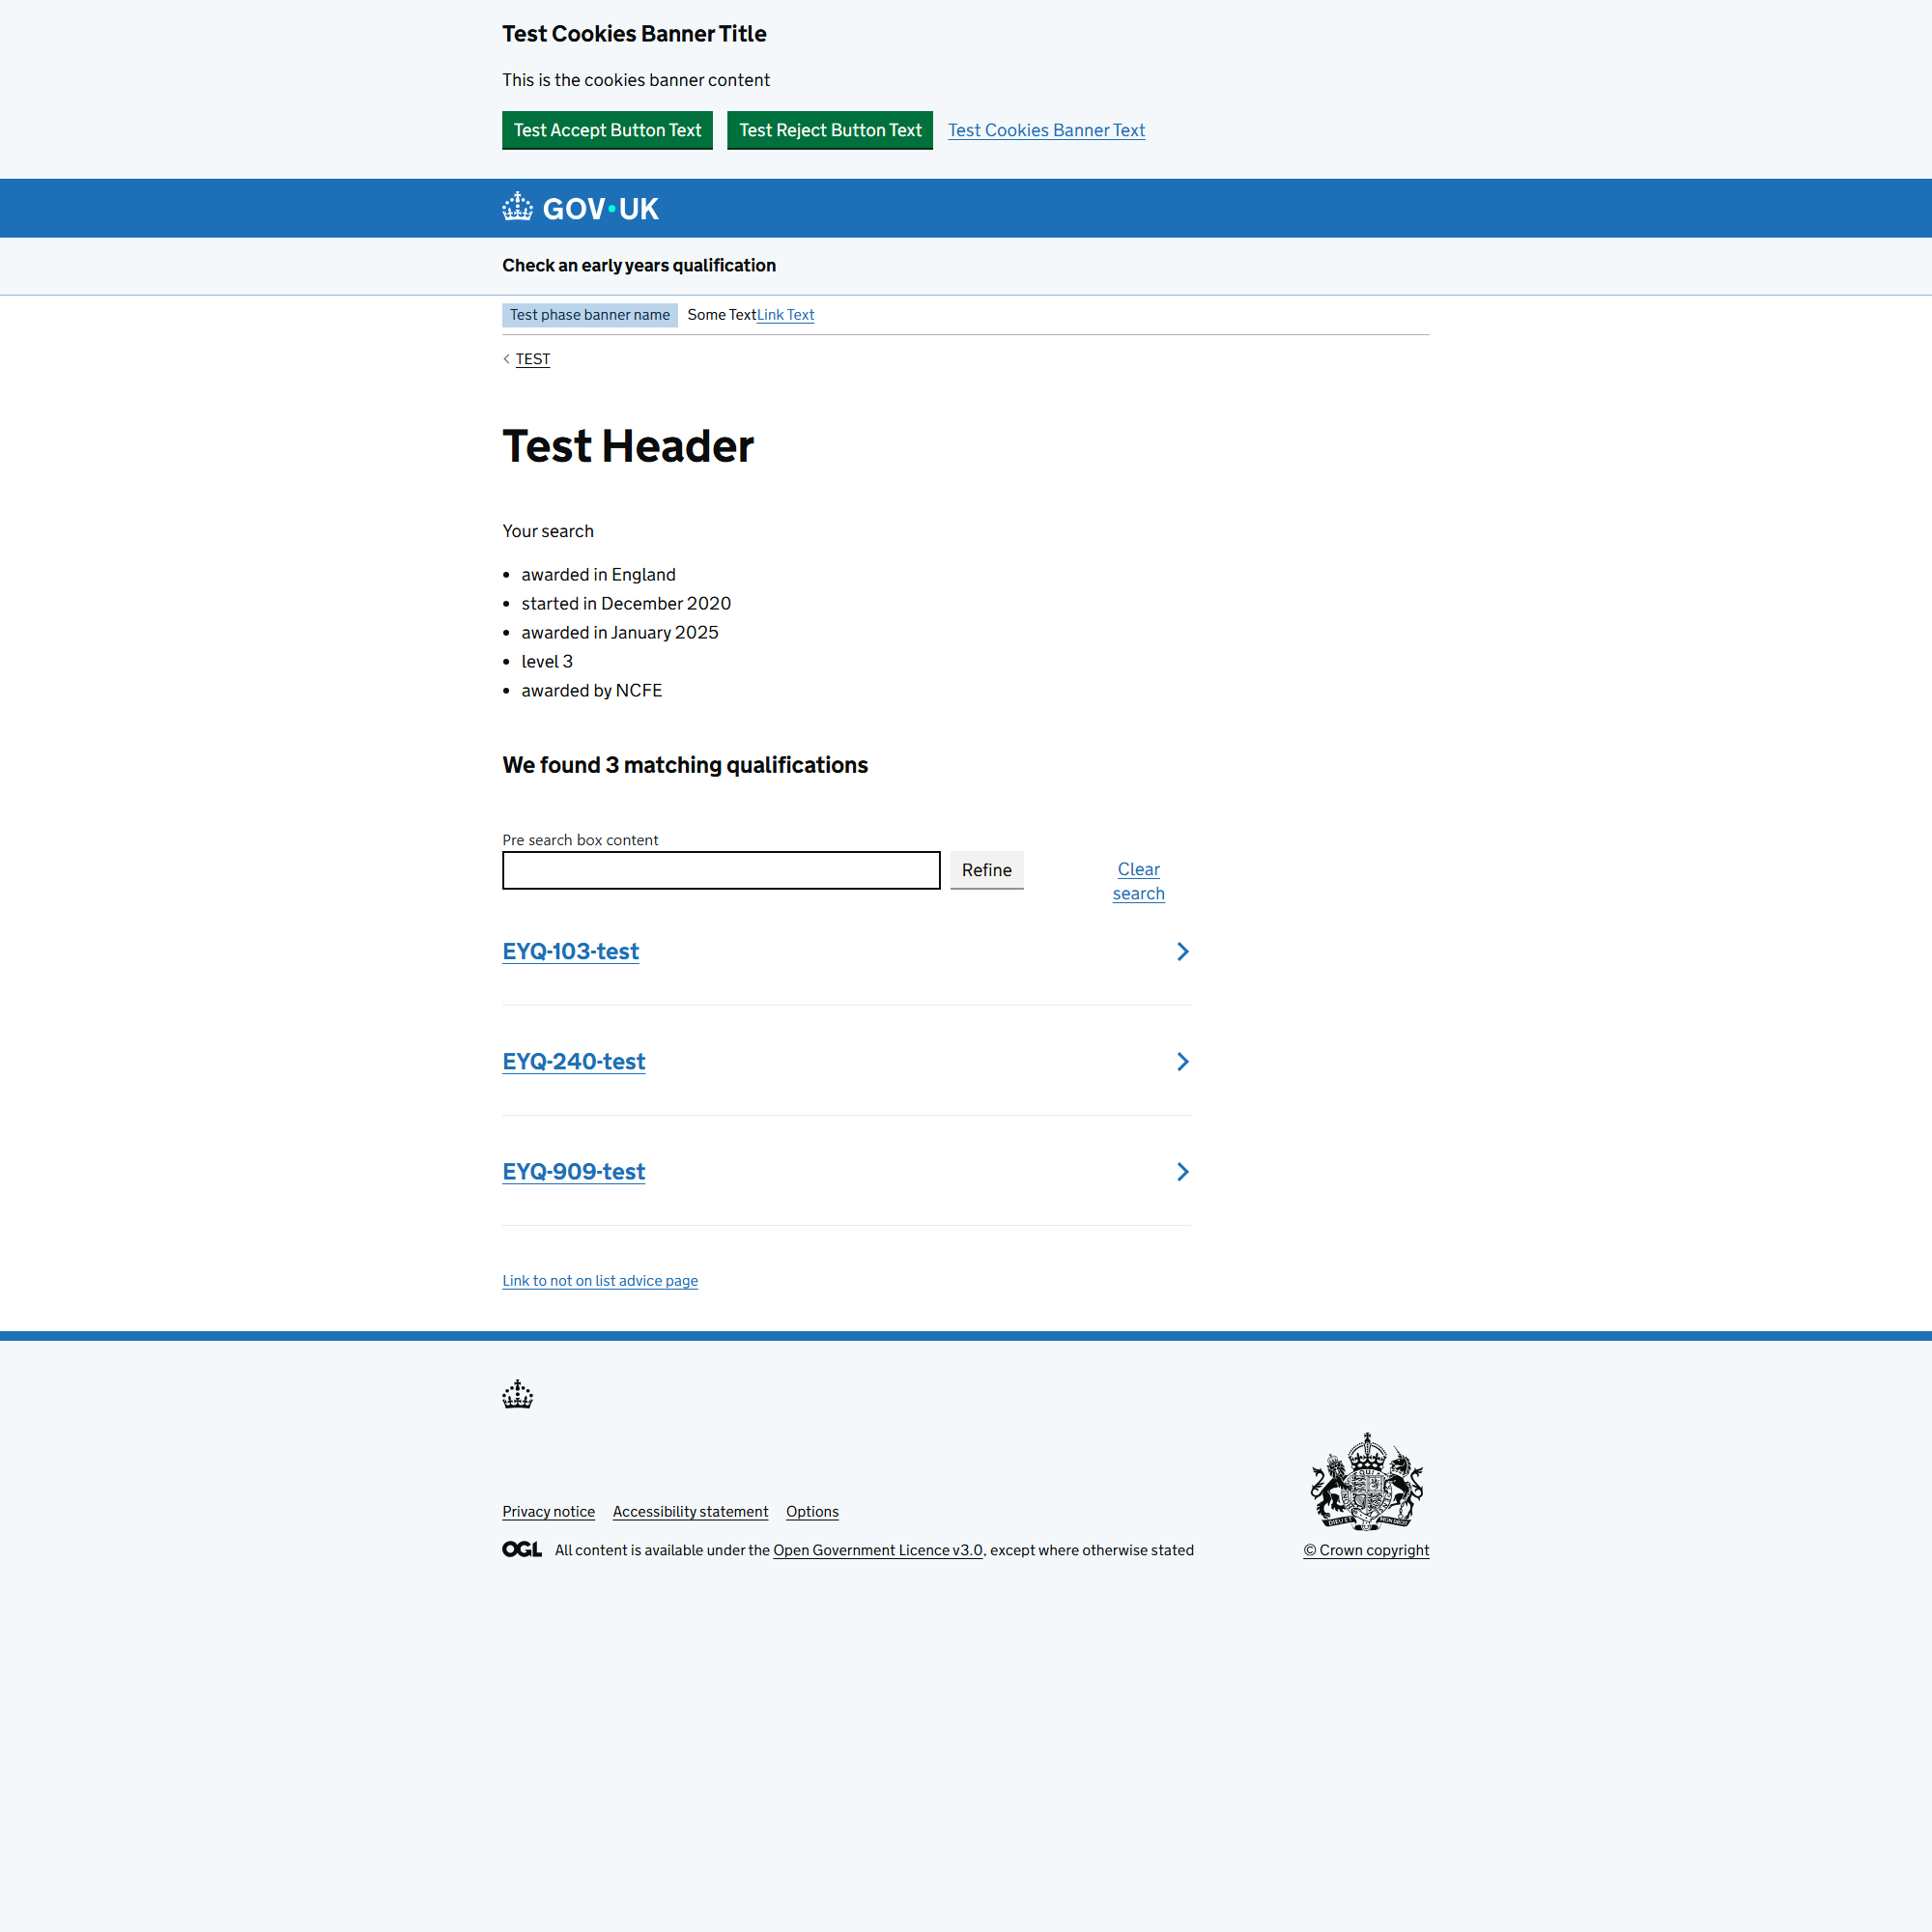 Test Cookies Banner Title
This is the cookies banner content
Test Accept Button Text Test Reject Button Text Test Cookies Banner Text
GOV·UK
Check an early years qualification
Test phase banner name Some TextLink Text
TEST
Test Header
Your search
awarded in England
started in December 2020
awarded in January 2025
level 3
awarded by NCFE
We found 3 matching qualifications
Pre search box content
Refine Clear
search
EYQ-103-test
EYQ-240-test
EYQ-909-test
Link to not on list advice page
Privacy notice Accessibility statement Options
OGL All content is available under the Open Government Licence v3.0, except where otherwise stated
© Crown copyright